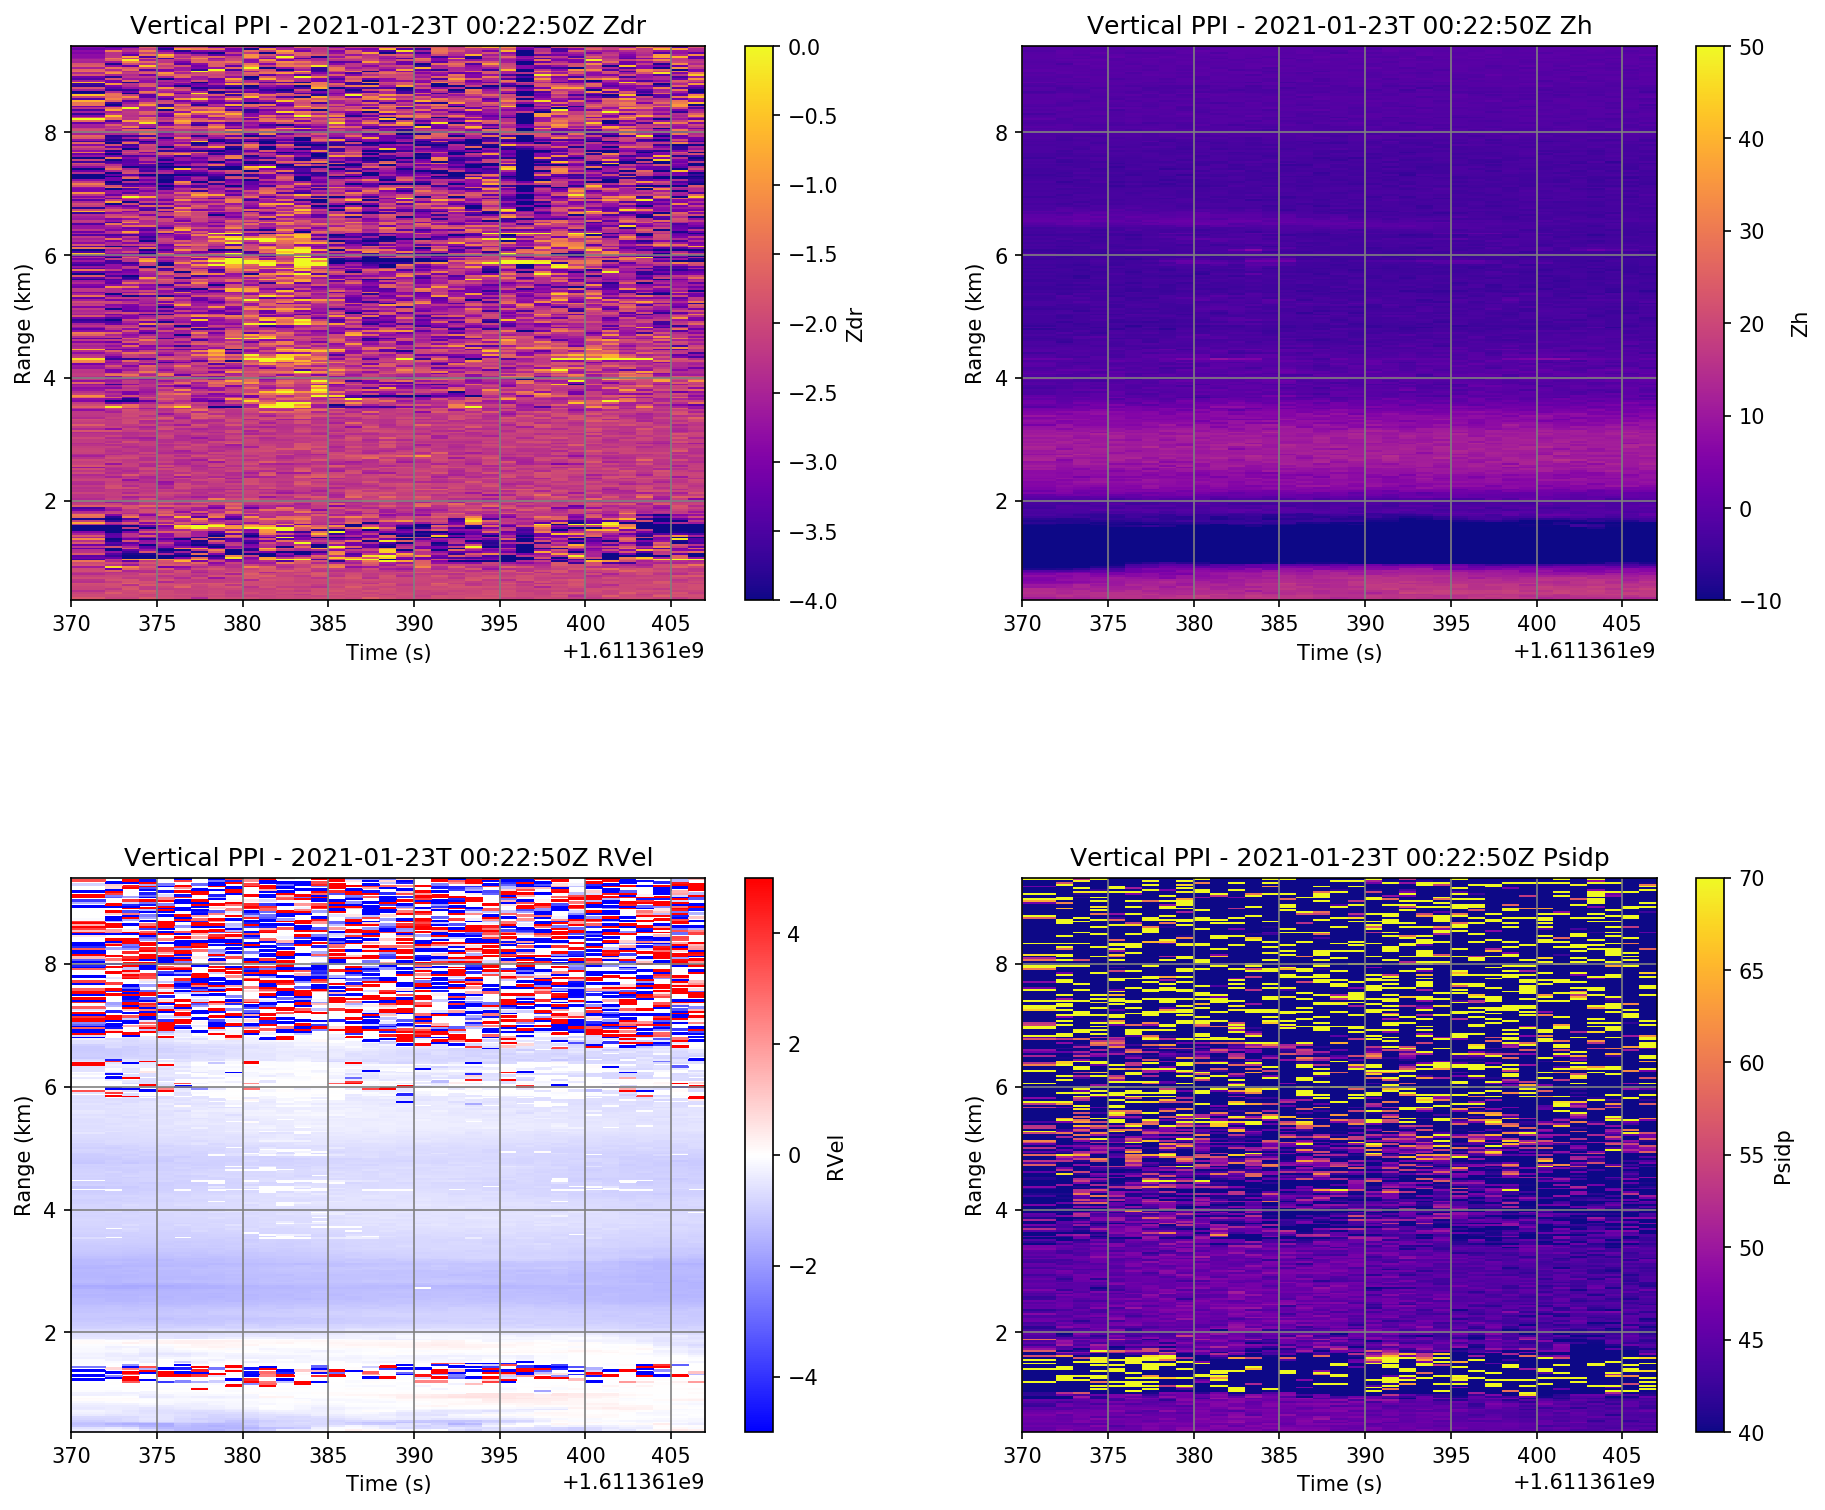 Vertical PPI - 2021-01-23T 00:22:50Z Zdr
Range (km)
8
6
4
2
370 375 380 385 390 395 400 405
Time (s)
+1.611361e9
0.0
−0.5
−1.0
−1.5
−2.0
−2.5
−3.0
−3.5
−4.0
Zdr
Vertical PPI - 2021-01-23T 00:22:50Z Zh
Range (km)
8
6
4
2
370 375 380 385 390 395 400 405
Time (s)
+1.611361e9
50
40
30
20
10
0
−10
Zh
Vertical PPI - 2021-01-23T 00:22:50Z RVel
Range (km)
8
6
4
2
370 375 380 385 390 395 400 405
Time (s)
+1.611361e9
4
2
0
−2
−4
RVel
Vertical PPI - 2021-01-23T 00:22:50Z Psidp
Range (km)
8
6
4
2
370 375 380 385 390 395 400 405
Time (s)
+1.611361e9
70
65
60
55
50
45
40
Psidp